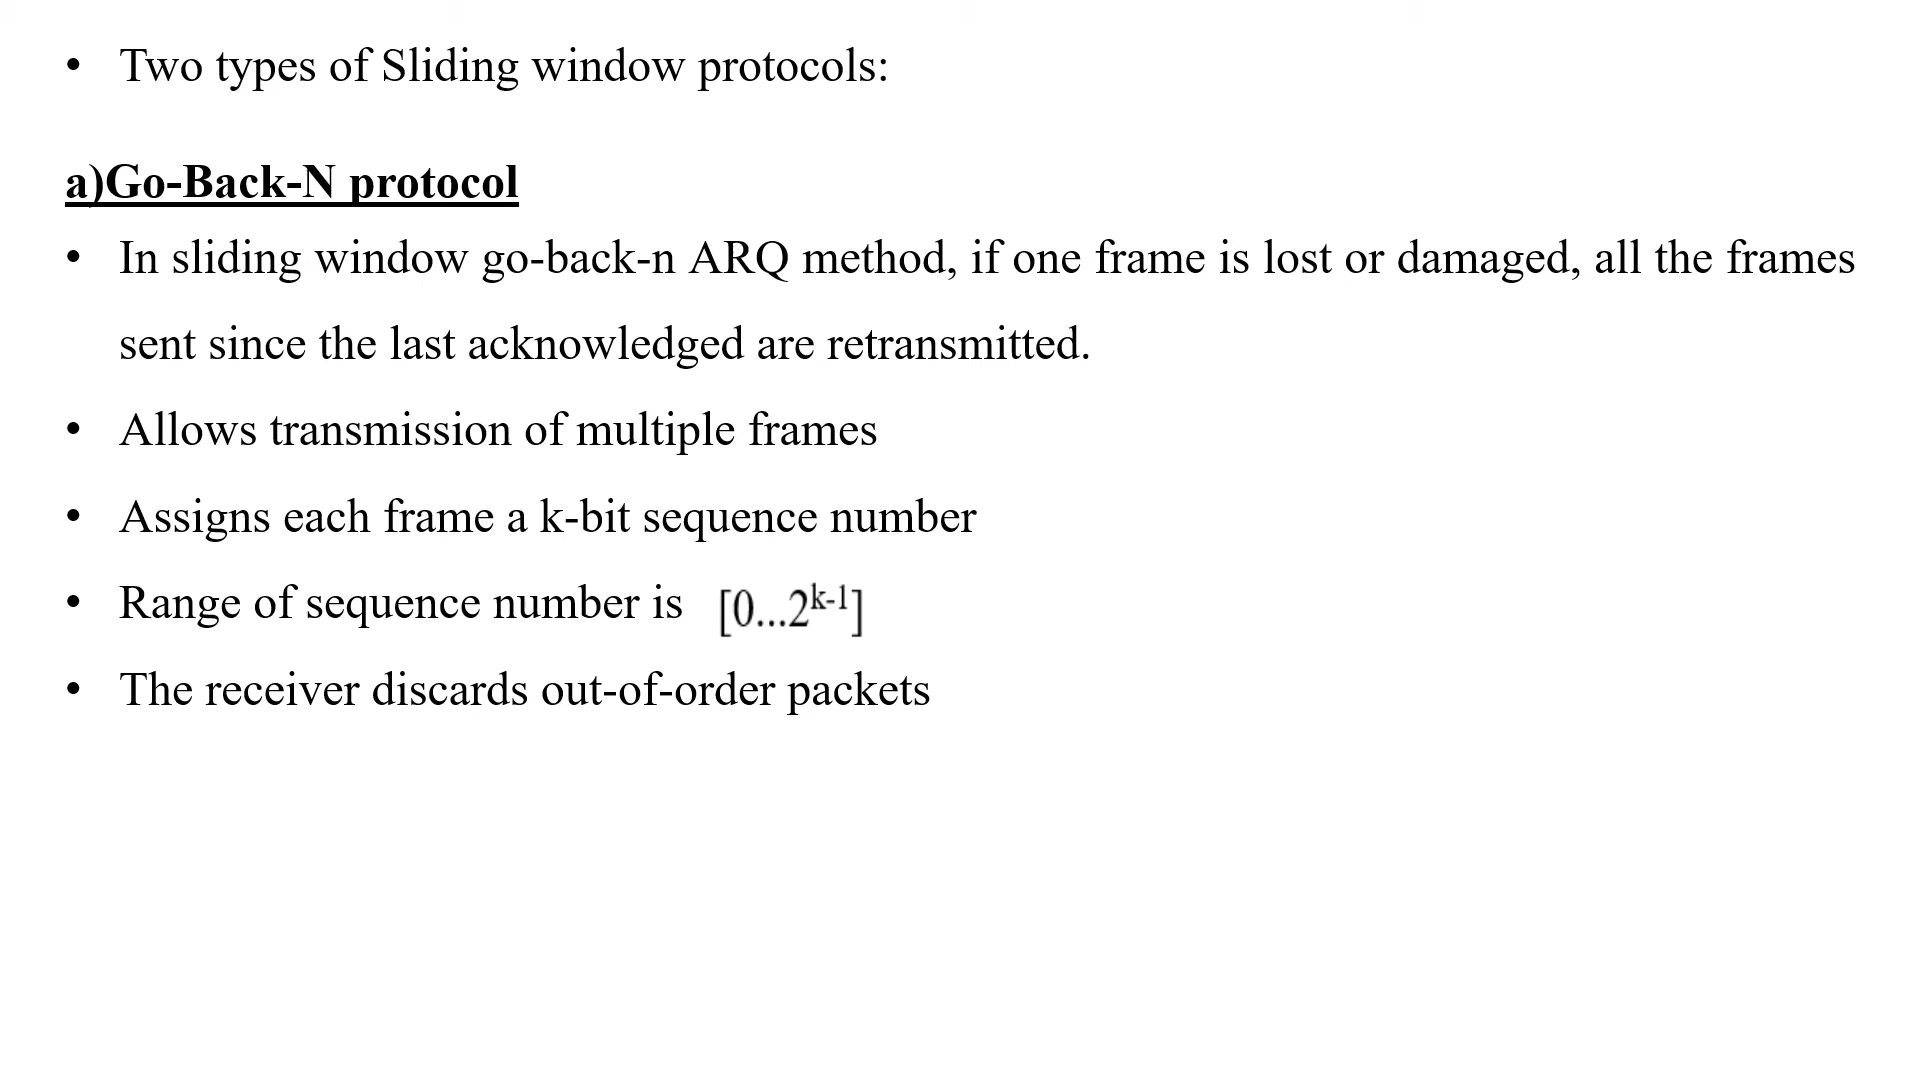 • Two types of Sliding window protocols:
a)Go-Back-N protocol
• In sliding window go-back-n ARQ method, if one frame is lost or damaged, all the frames
sent since the last acknowledged are retransmitted.
• Allows transmission of multiple frames
• Assigns each frame a k-bit sequence number
• Range of sequence number is [0...2^{k-1}]
• The receiver discards out-of-order packets